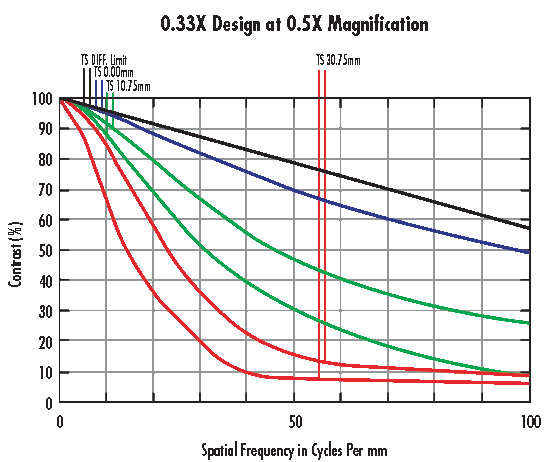 0.33X Design at 0.5X Magnification
TS DIFF. Limit
TS 0.00mm
TS 10.75mm
TS 30.75mm
100
90
80
70
60
50
40
30
20
10
0
Contrast (%)
0
50
100
Spatial Frequency in Cycles Per mm